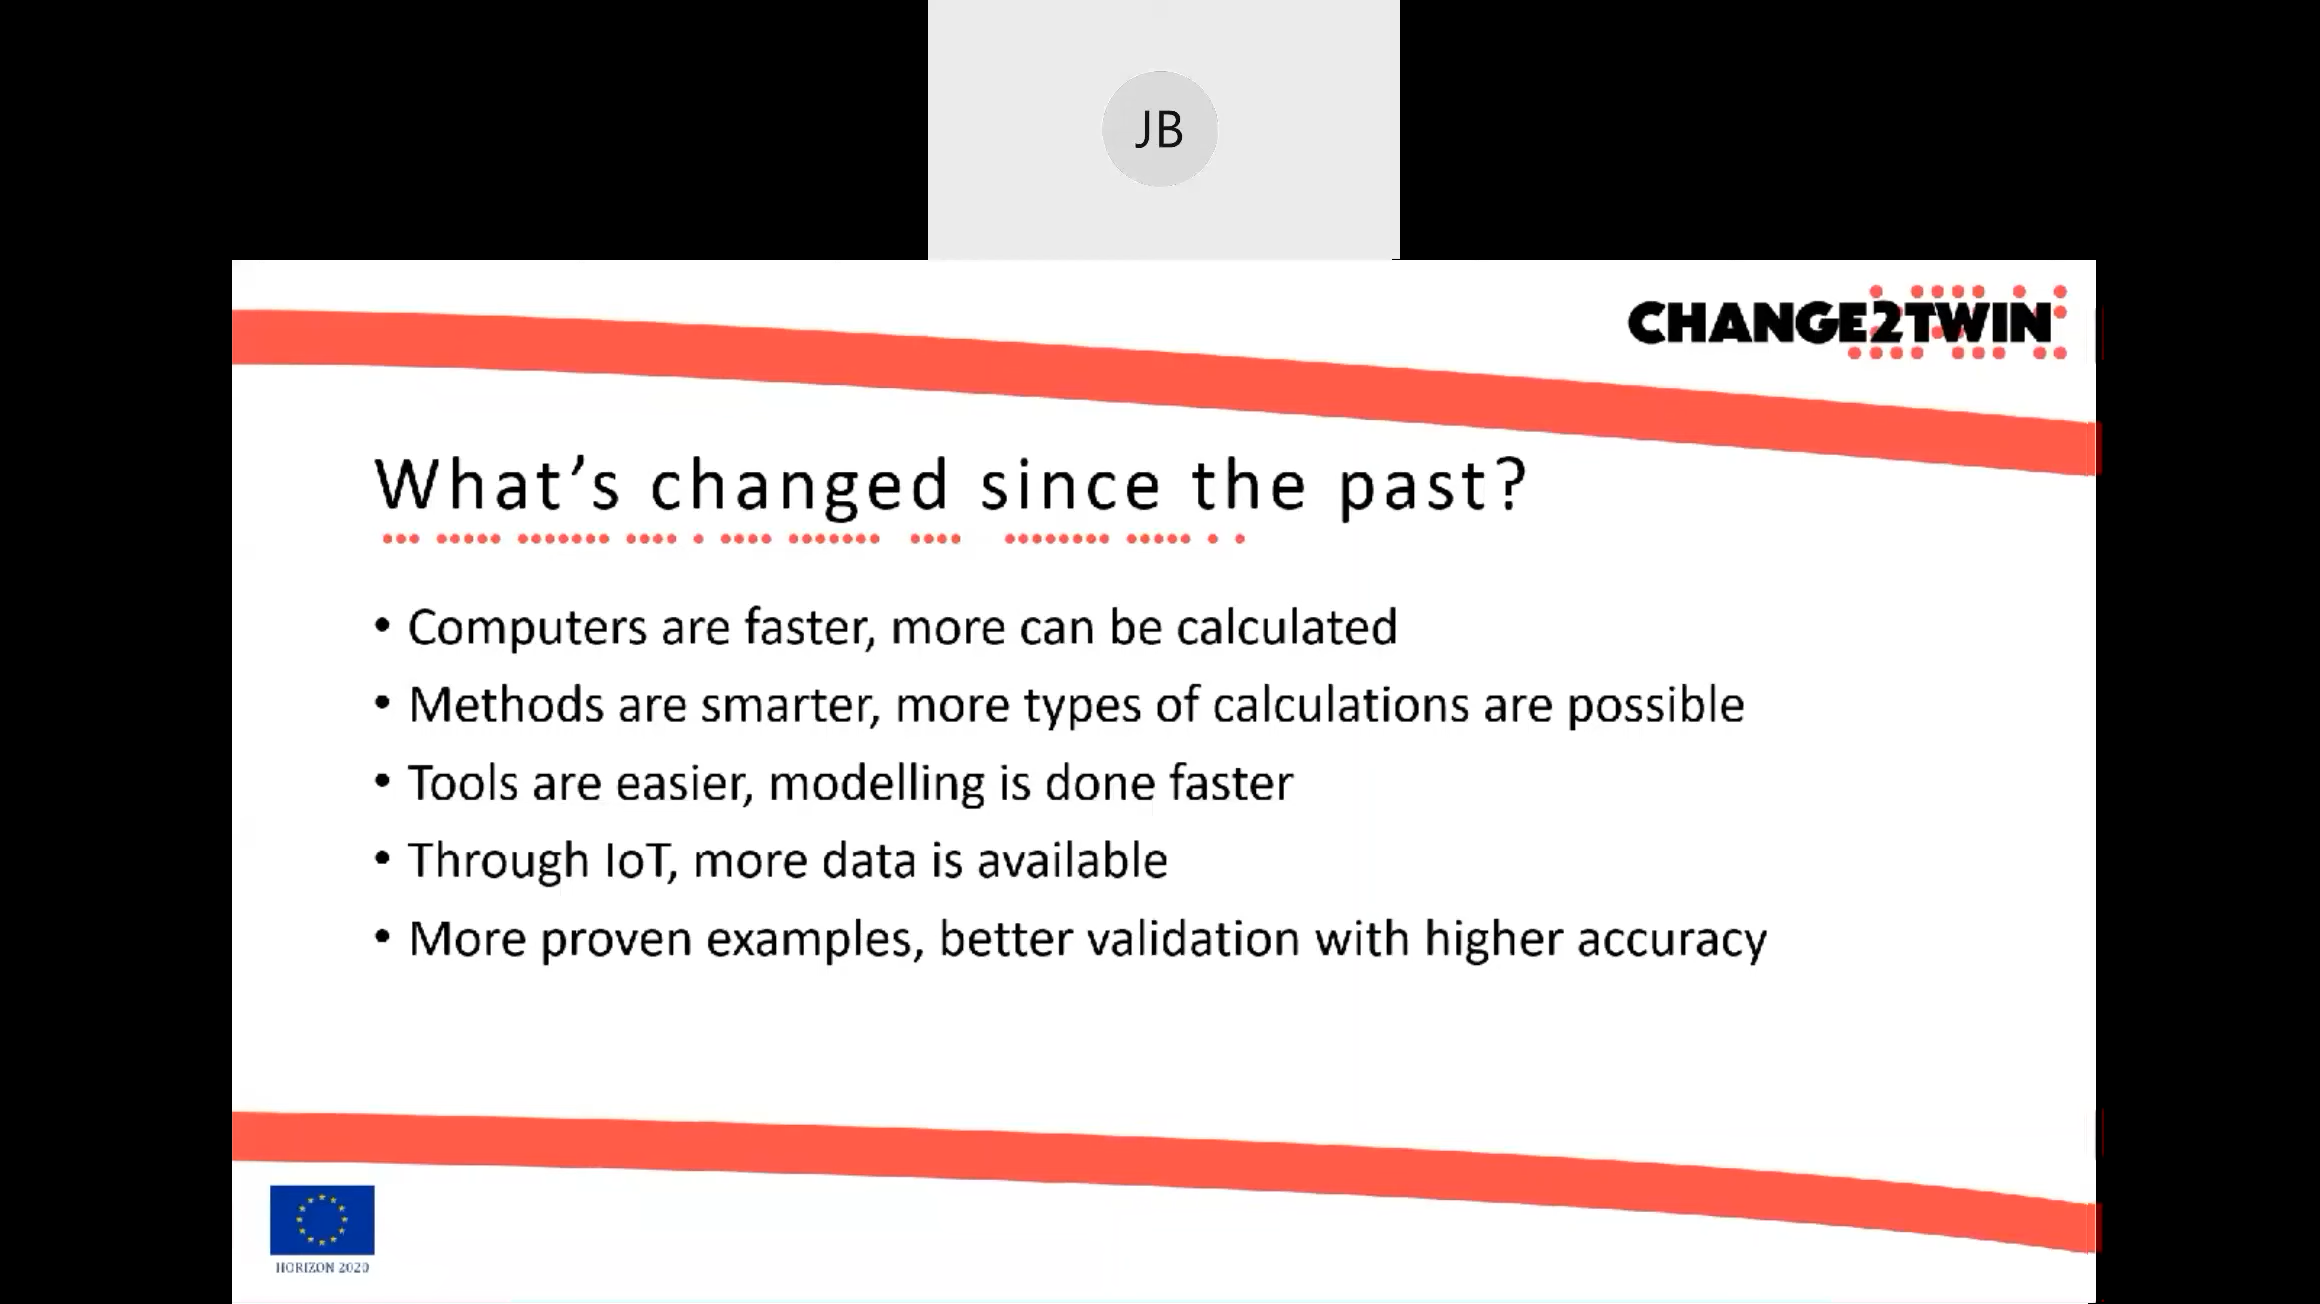 JB
CHANGE2TWIN
What’s changed since the past?
• Computers are faster, more can be calculated
• Methods are smarter, more types of calculations are possible
• Tools are easier, modelling is done faster
• Through IoT, more data is available
• More proven examples, better validation with higher accuracy
HORIZON 2020